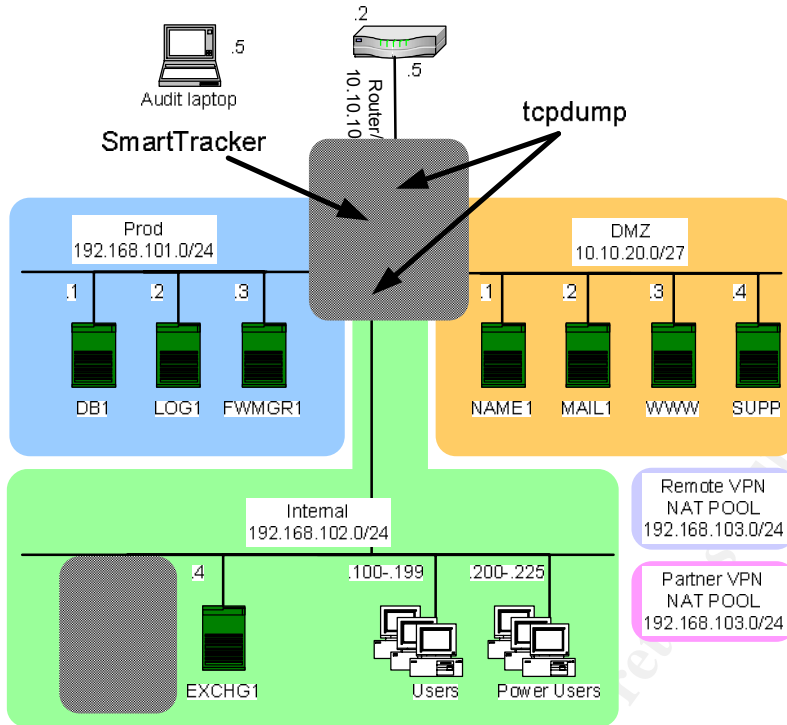 .2
.5
.5
Audit laptop
Router/
10.10.10
tcpdump
SmartTracker
Prod
192.168.101.0/24
DMZ
10.10.20.0/27
.1
.2
.3
.1
.2
.3
.4
DB1
LOG1
FWMGR1
NAME1
MAIL1
WWW
SUPP
Internal
192.168.102.0/24
Remote VPN
NAT POOL
192.168.103.0/24
.4
.100-.199
.200-.225
Partner VPN
NAT POOL
192.168.103.0/24
EXCHG1
Users
Power Users